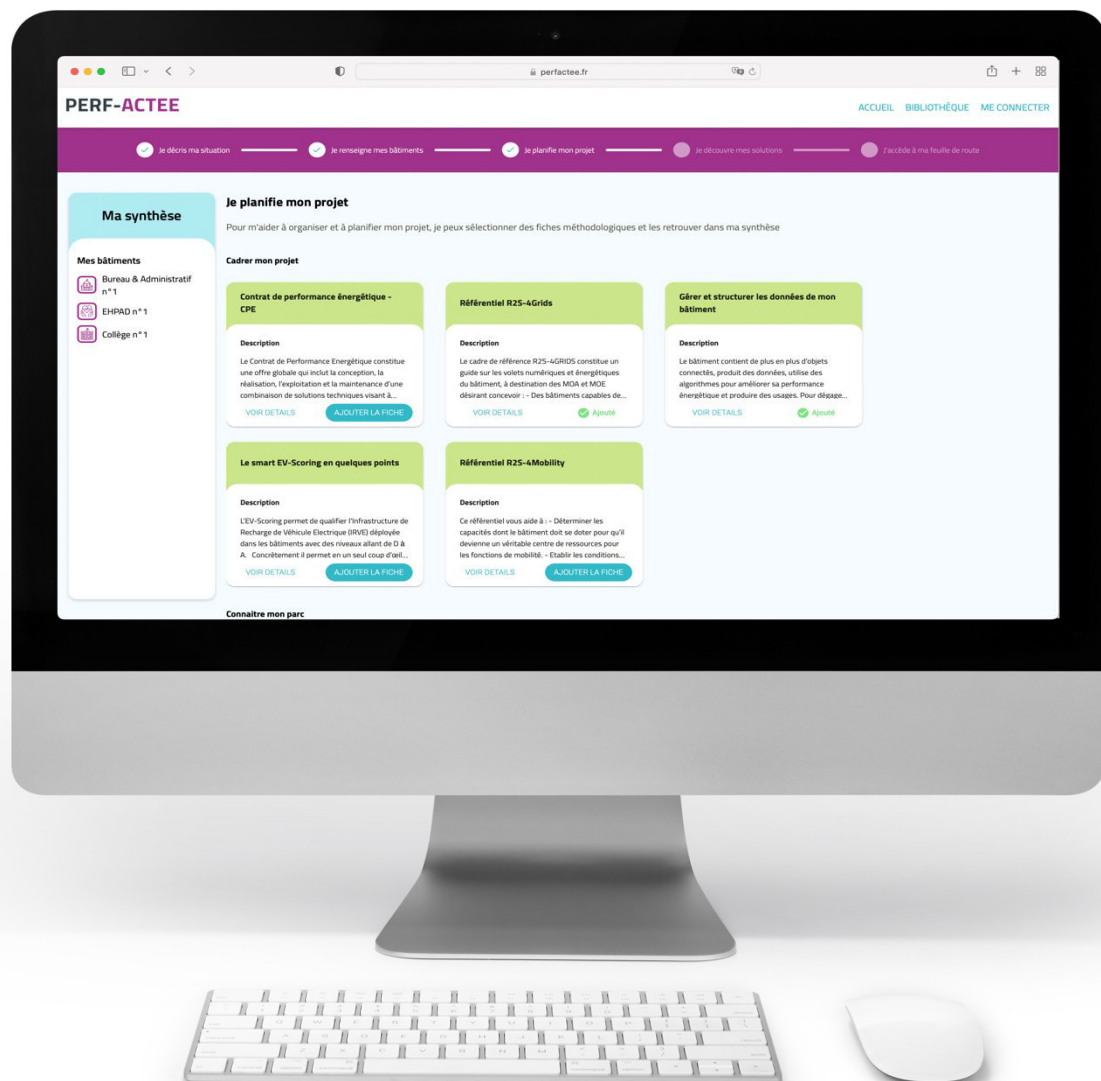 perfactee.fr
PERF-ACTEE
ACCUEIL BIBLIOTHÈQUE ME CONNECTER
Je décris ma situation
Je renseigne mes bâtiments
Je planifie mon projet
Je découvre mes solutions
J'accède à ma feuille de route
Ma synthèse
Mes bâtiments
Bureau & Administratif
n°1
EHPAD n°1
Collège n°1
Je planifie mon projet
Pour m'aider à organiser et à planifier mon projet, je peux sélectionner des fiches méthodologiques et les retrouver dans ma synthèse
Cadrer mon projet
Contrat de performance énergétique -
CPE
Description
Le Contrat de Performance Energétique constitue
une offre globale qui inclut la conception, la
réalisation, l'exploitation et la maintenance d'une
combinaison de solutions techniques visant à...
VOIR DETAILS
AJOUTER LA FICHE
Référentiel R2S-4Grids
Description
Le cadre de référence R2S-4GRIDS constitue un
guide sur les volets numériques et énergétiques
du bâtiment, à destination des MOA et MOE
désirant concevoir : - Des bâtiments capables de...
VOIR DETAILS
Ajouté
Gérer et structurer les données de mon
bâtiment
Description
Le bâtiment contient de plus en plus d'objets
connectés, produit des données, utilise des
algorithmes pour améliorer sa performance
énergétique et produire des usages. Pour dégage...
VOIR DETAILS
Ajouté
Le smart EV-Scoring en quelques points
Description
L'EV-Scoring permet de qualifier l'Infrastructure de
Recharge de Véhicule Electrique (IRVE) déployée
dans les bâtiments avec des niveaux allant de D à
A. Concrètement il permet en un seul coup d'œil...
VOIR DETAILS
AJOUTER LA FICHE
Référentiel R2S-4Mobility
Description
Ce référentiel vous aide à : - Déterminer les
capacités dont le bâtiment doit se doter pour qu'il
devienne un véritable centre de ressources pour
les fonctions de mobilité. - Etablir les conditions...
VOIR DETAILS
AJOUTER LA FICHE
Connaitre mon parc